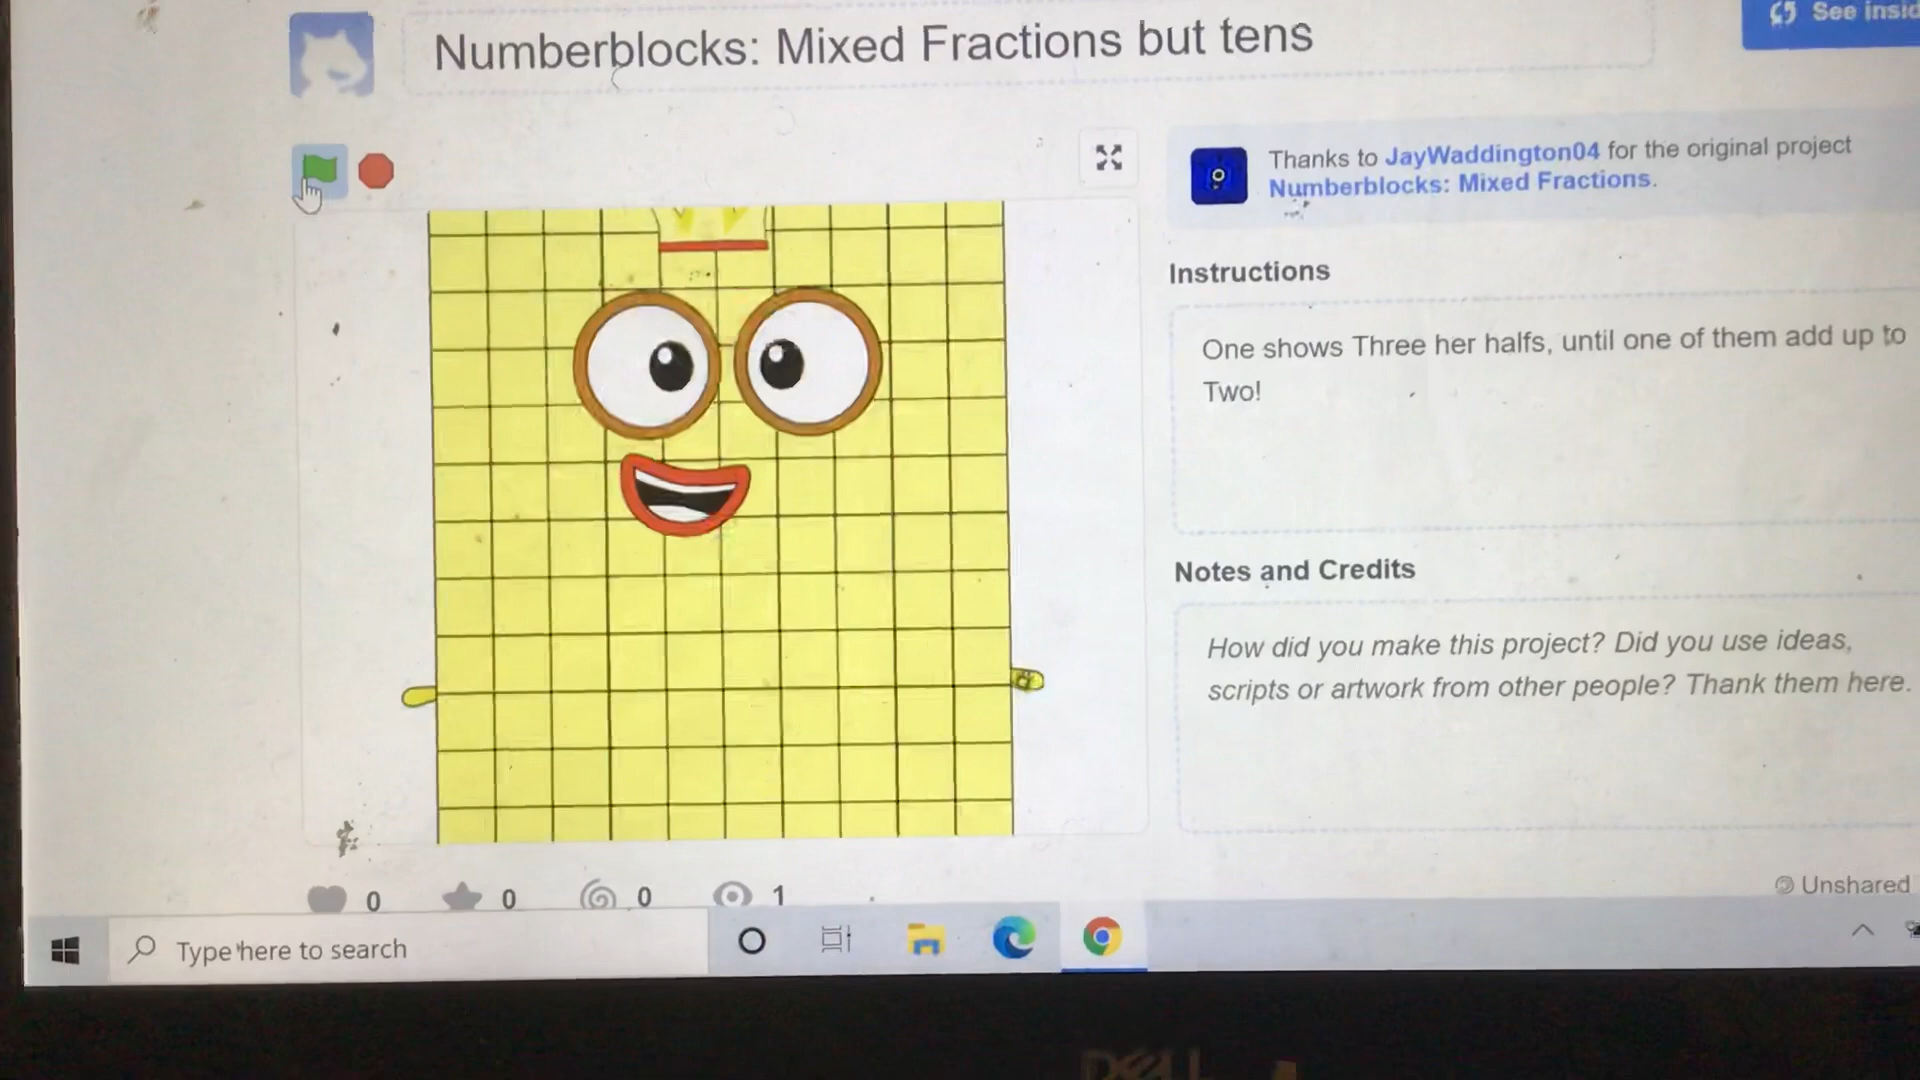 Numberblocks: Mixed Fractions but tens
See
Thanks to JayWaddington04 for the original project
Numberblocks: Mixed Fractions.
Instructions
One shows Three her halfs, until one of them add up to
Two!
Notes and Credits
How did you make this project? Did you use ideas,
scripts or artwork from other people? Thank them here.
0
0
0
1
Unshared
Type here to search
DELL